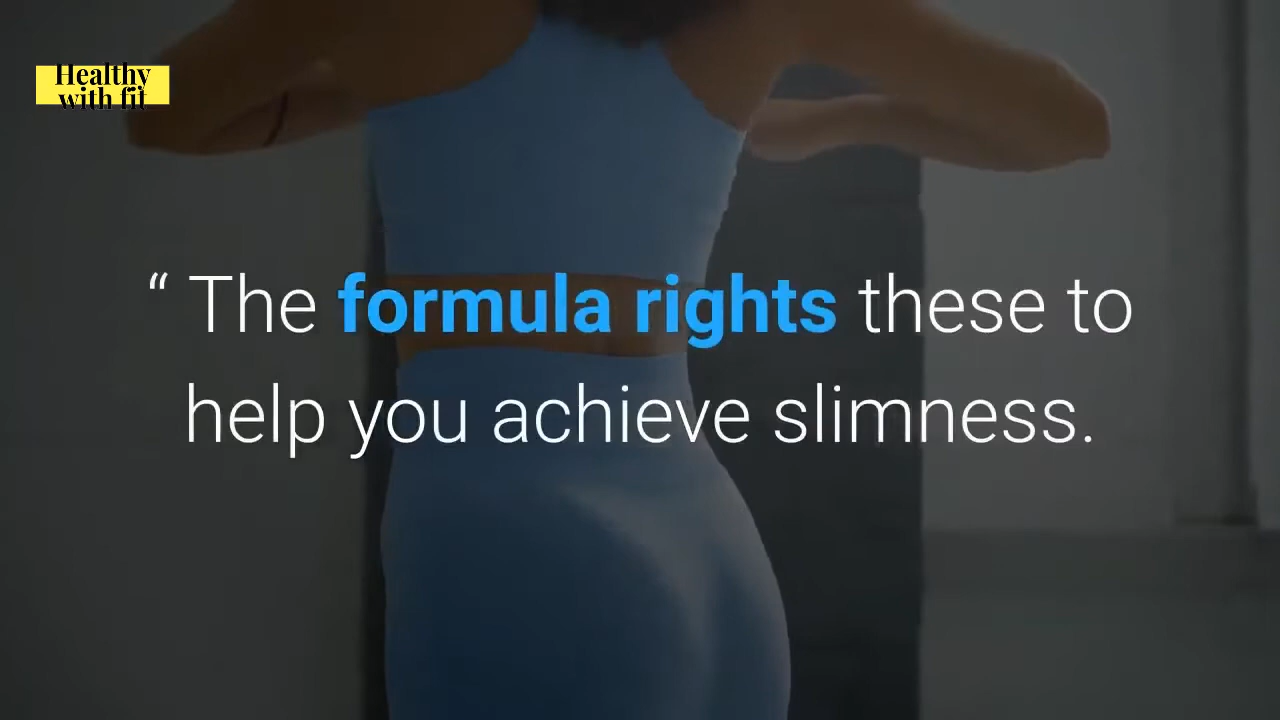 Healthy
with fit
“ The formula rights these to
help you achieve slimness.